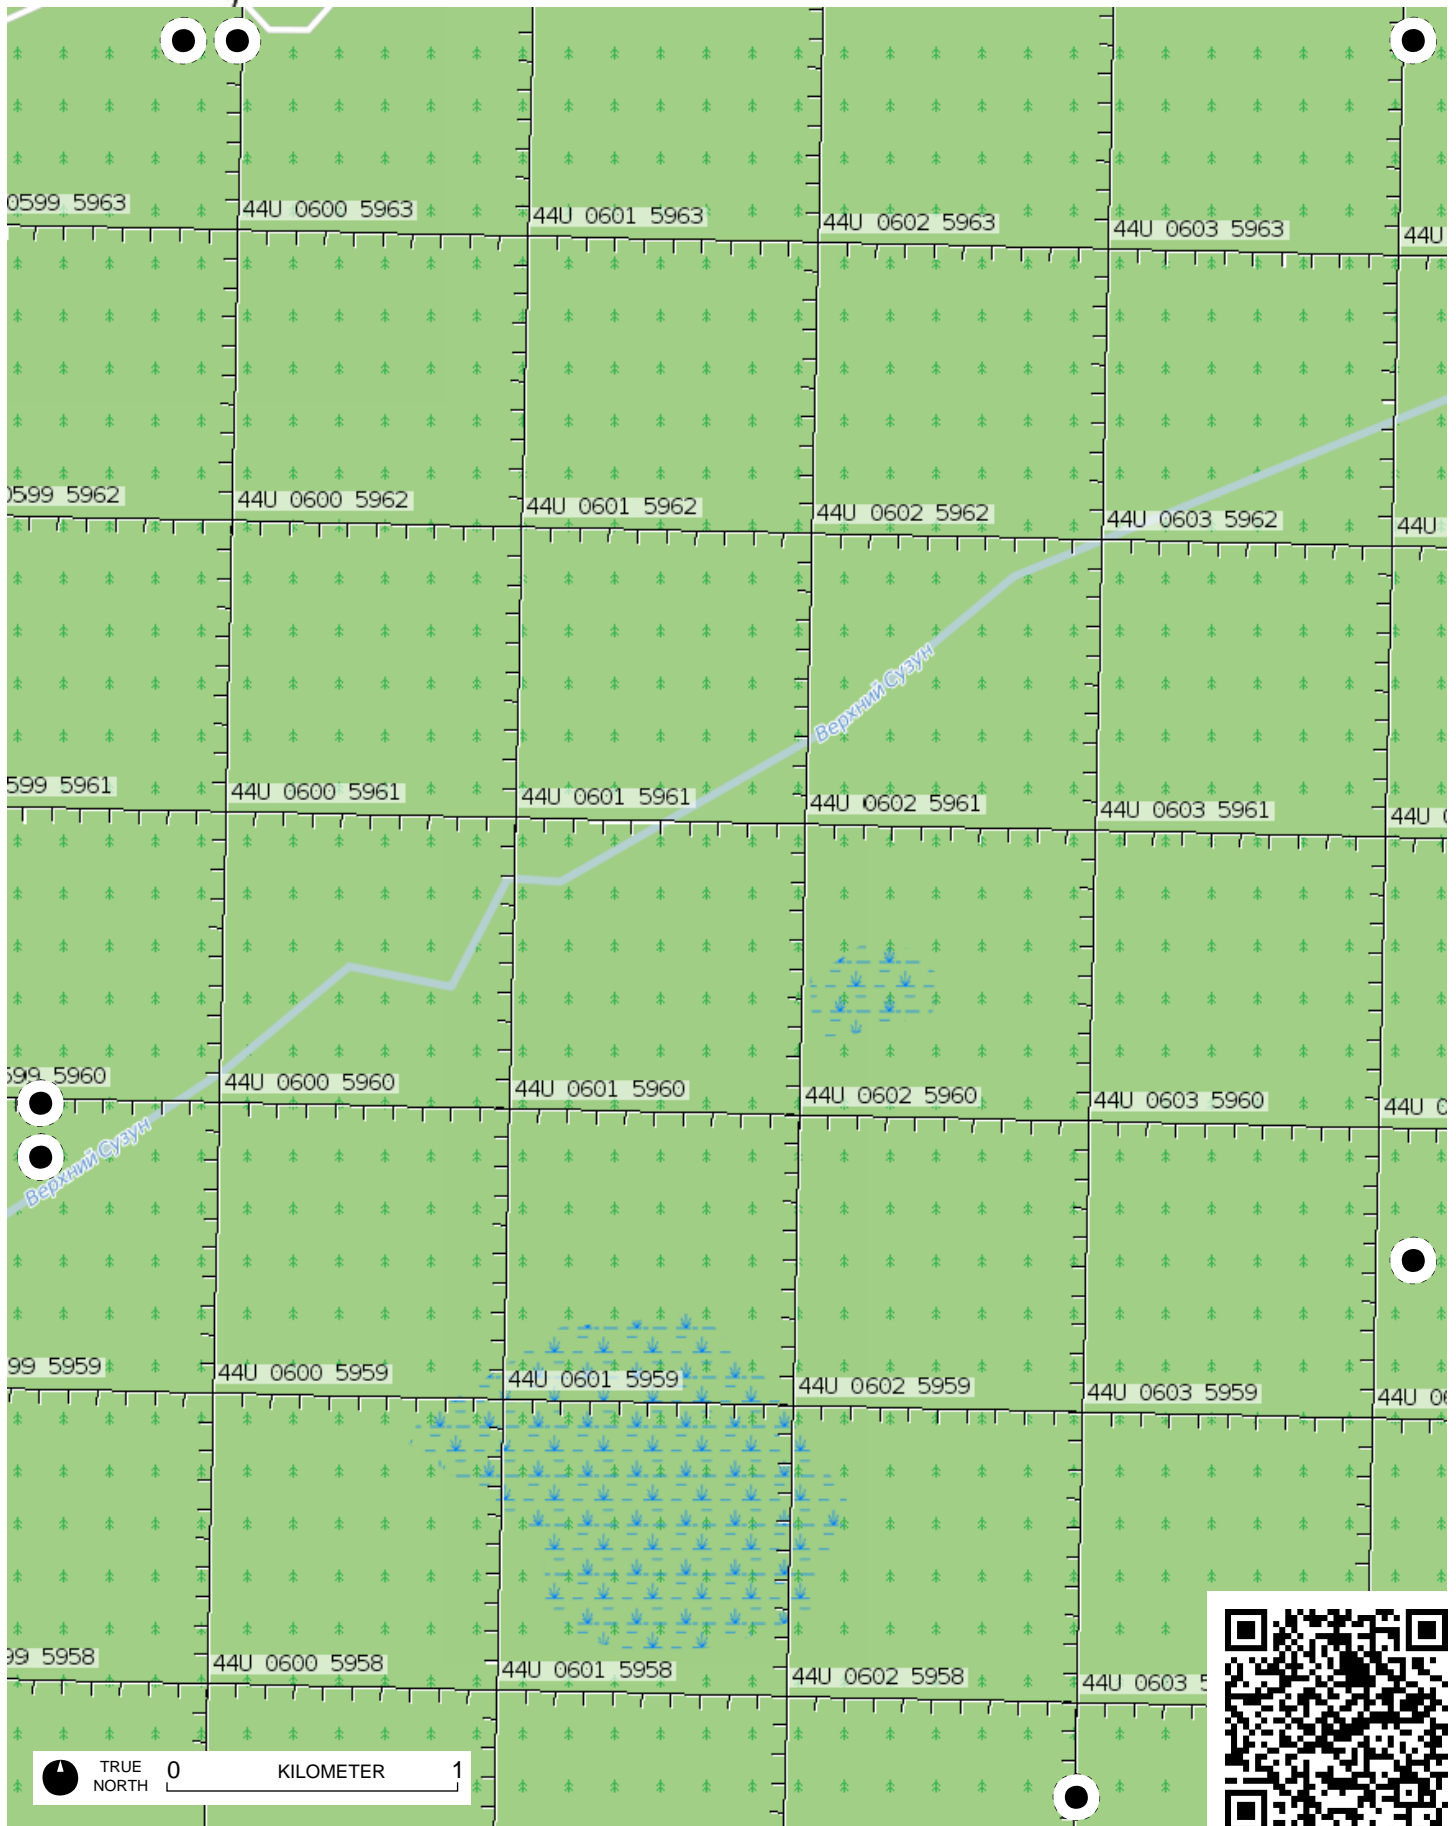 0599 5963
44U 0600 5963
44U 0601 5963
44U 0602 5963
44U 0603 5963
44U
0599 5962
44U 0600 5962
44U 0601 5962
44U 0602 5962
44U 0603 5962
44U
Верхний Сузун
599 5961
44U 0600 5961
44U 0601 5961
44U 0602 5961
44U 0603 5961
44U 0
599 5960
44U 0600 5960
44U 0601 5960
44U 0602 5960
44U 0603 5960
44U 0
Верхний Сузун
99 5959
44U 0600 5959
44U 0601 5959
44U 0602 5959
44U 0603 5959
44U 06
99 5958
44U 0600 5958
44U 0601 5958
44U 0602 5958
44U 0603 5
TRUE NORTH
0 KILOMETER 1